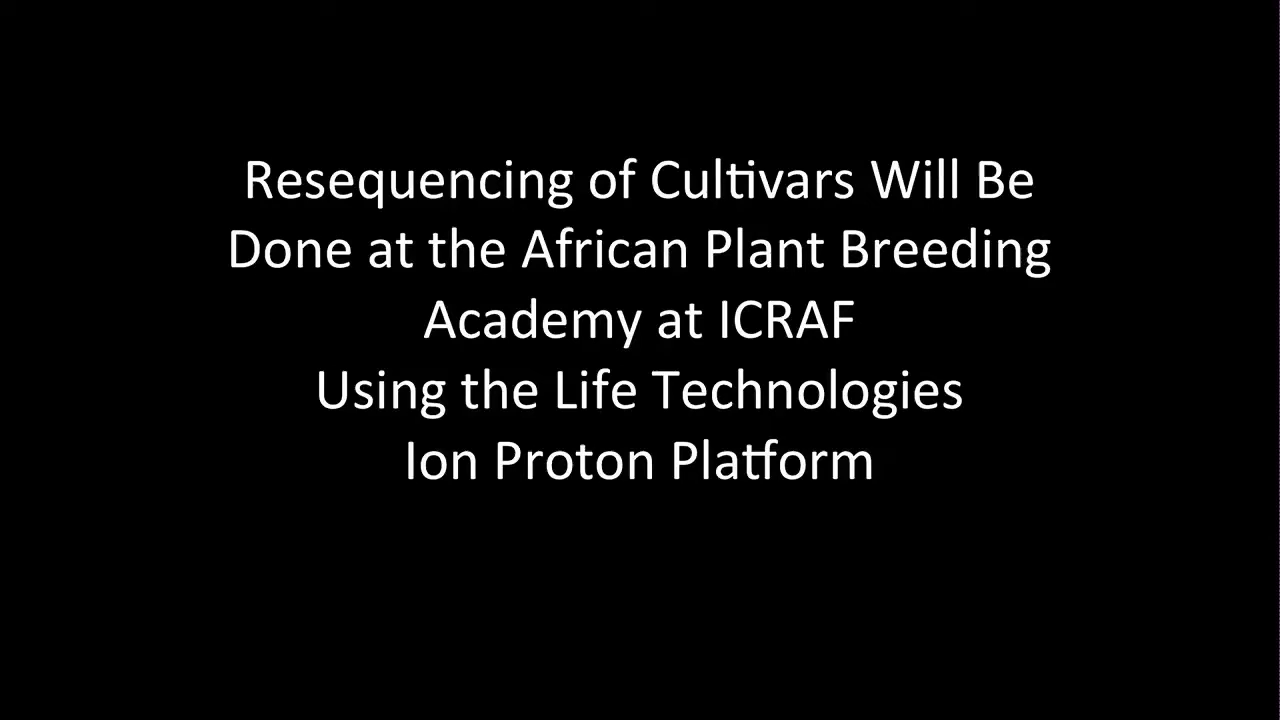 Resequencing of Cultivars Will Be
Done at the African Plant Breeding
Academy at ICRAF
Using the Life Technologies
Ion Proton Platform